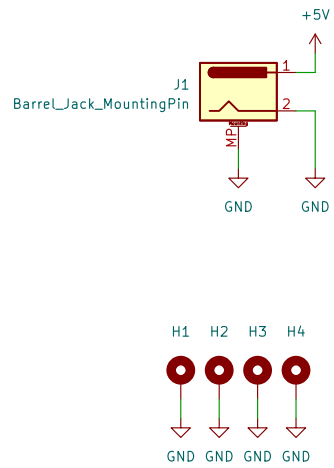 +5V
1
J1
Barrel_Jack_MountingPin
2
Mounting
MP
GND GND
H1 H2 H3 H4
GND GND GND GND